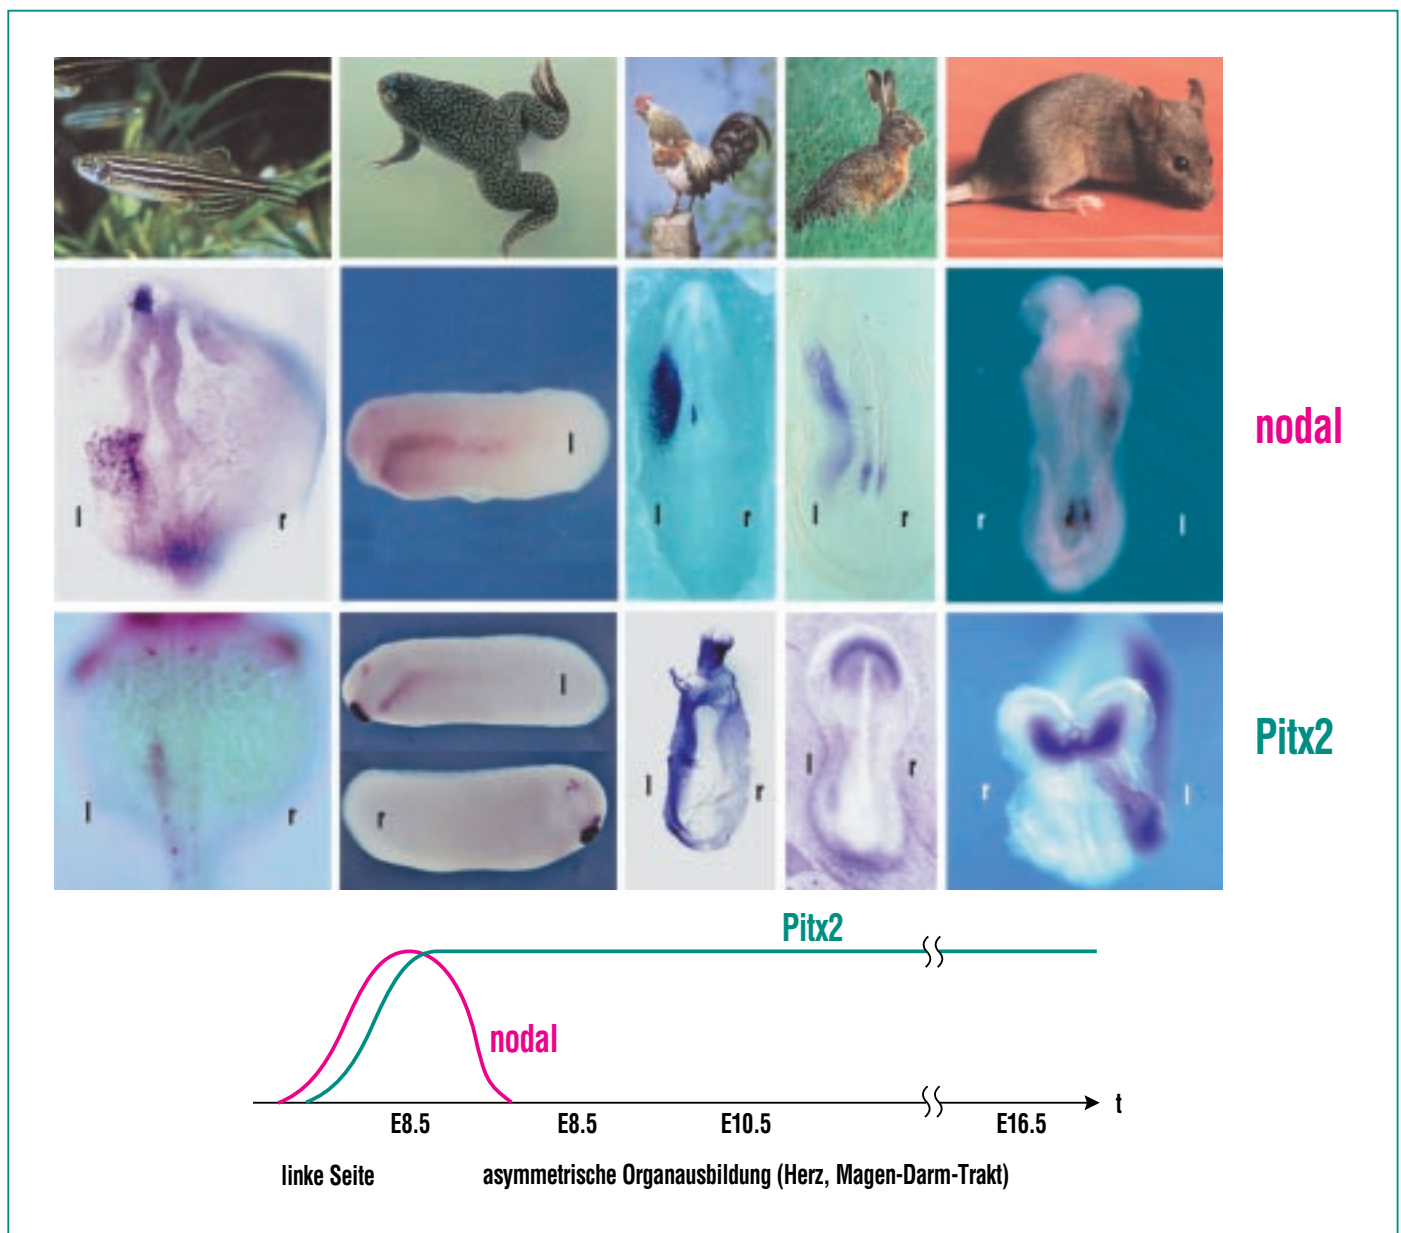 l r
l
l r
l r
r l
nodal
l r
l
r
l r
l r
r l
Pitx2
Pitx2
nodal
t
E8.5 E8.5 E10.5 E16.5
linke Seite asymmetrische Organausbildung (Herz, Magen-Darm-Trakt)